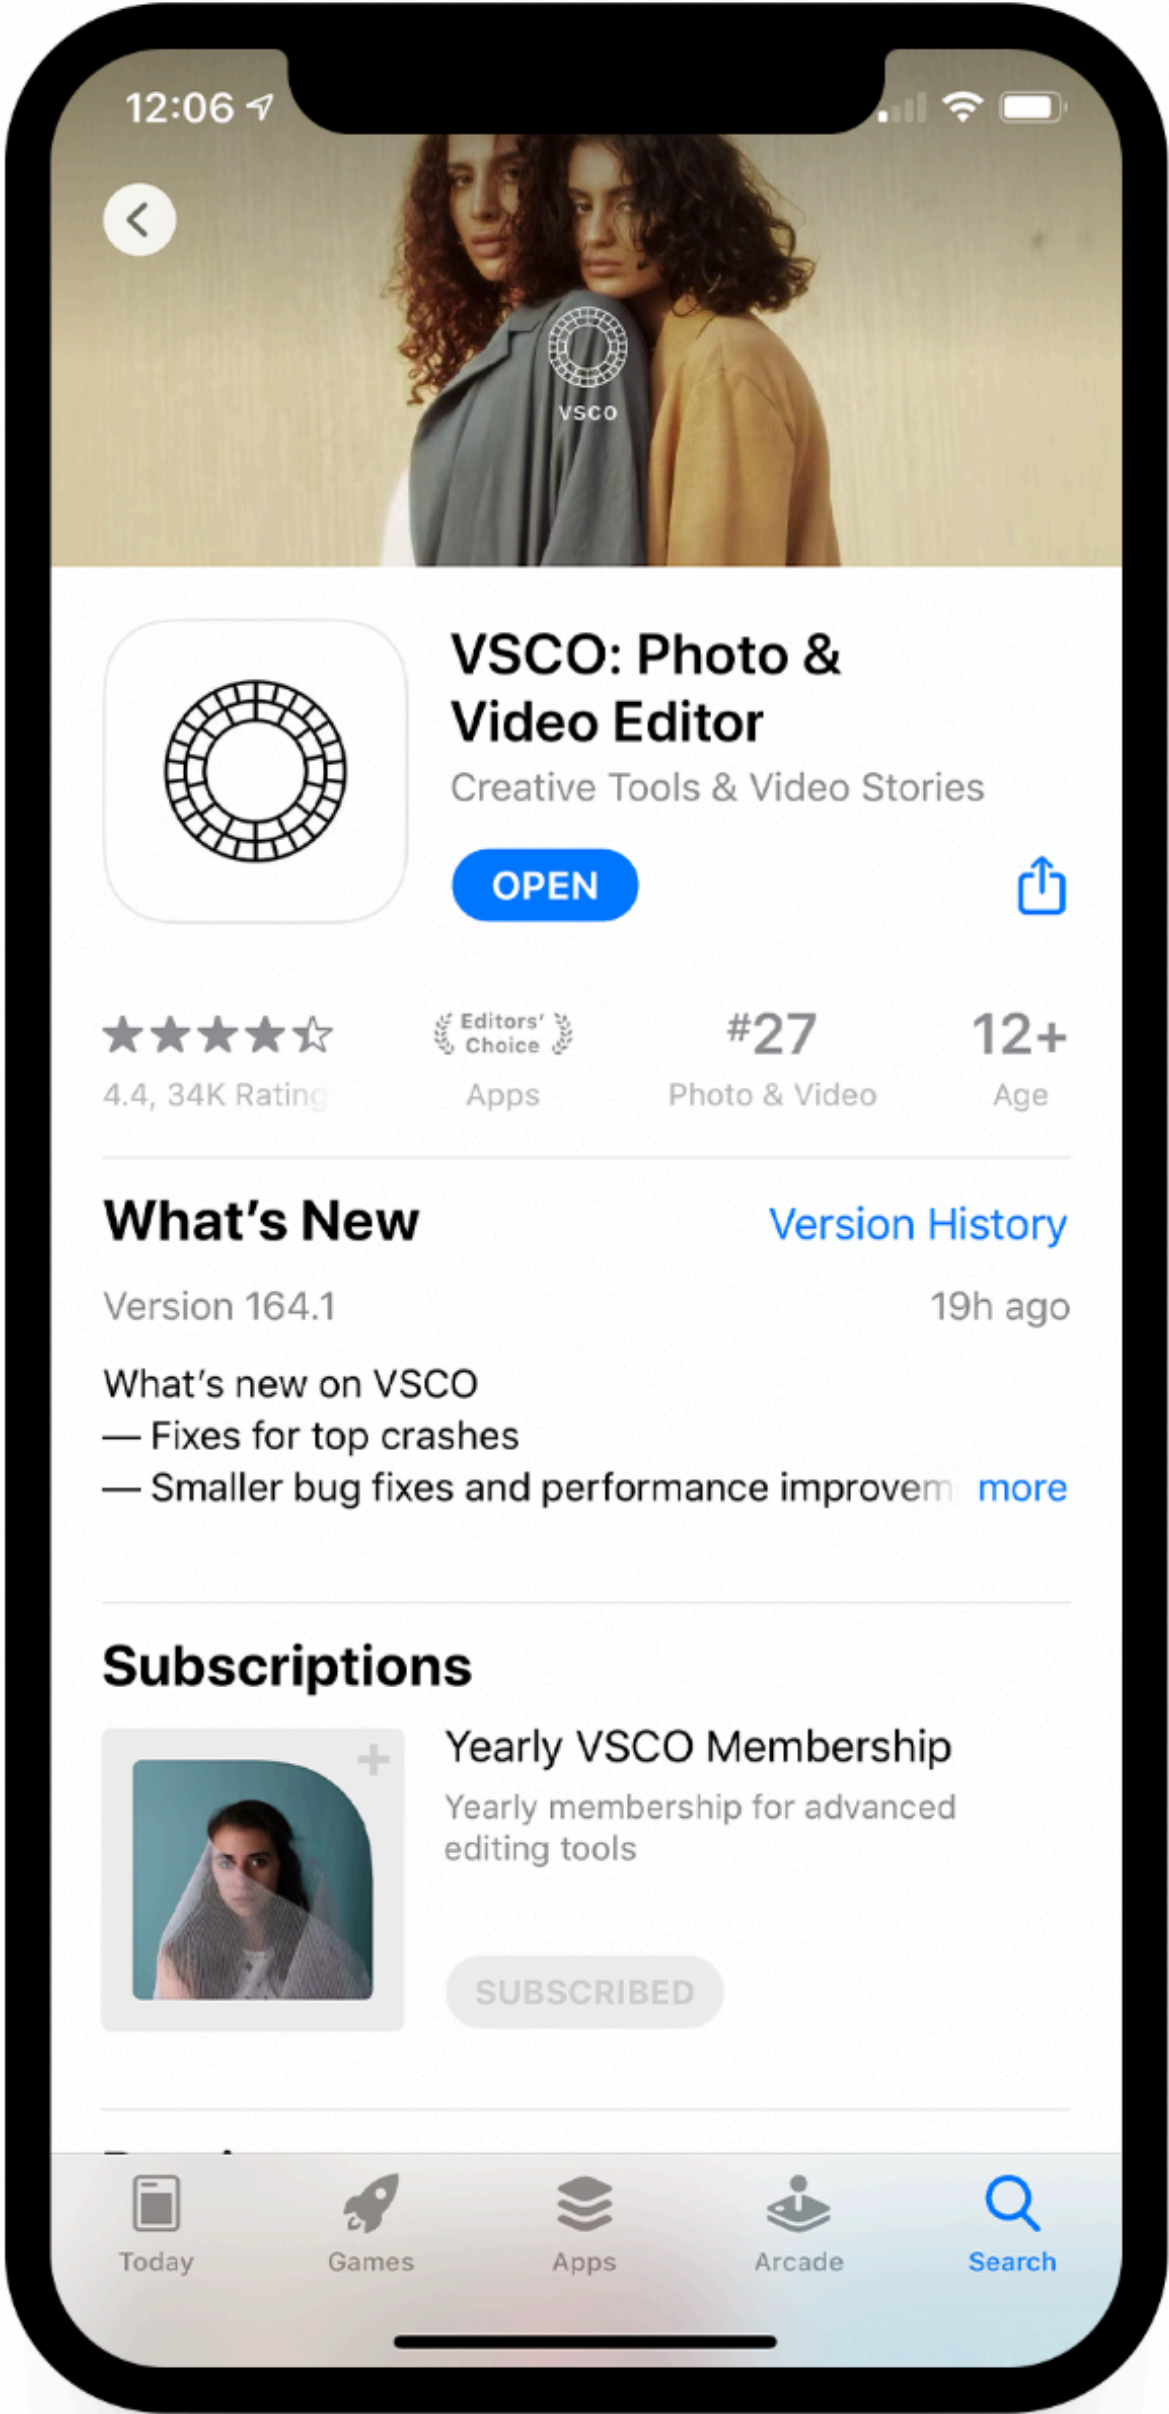 12:06
VSCO
VSCO: Photo &
Video Editor
Creative Tools & Video Stories
OPEN
4.4, 34K Rating
Editors'
Choice
Apps
#27
Photo & Video
12+
Age
What's New
Version History
Version 164.1
19h ago
What's new on VSCO
— Fixes for top crashes
— Smaller bug fixes and performance improvem more
Subscriptions
Yearly VSCO Membership
Yearly membership for advanced
editing tools
SUBSCRIBED
Today
Games
Apps
Arcade
Search